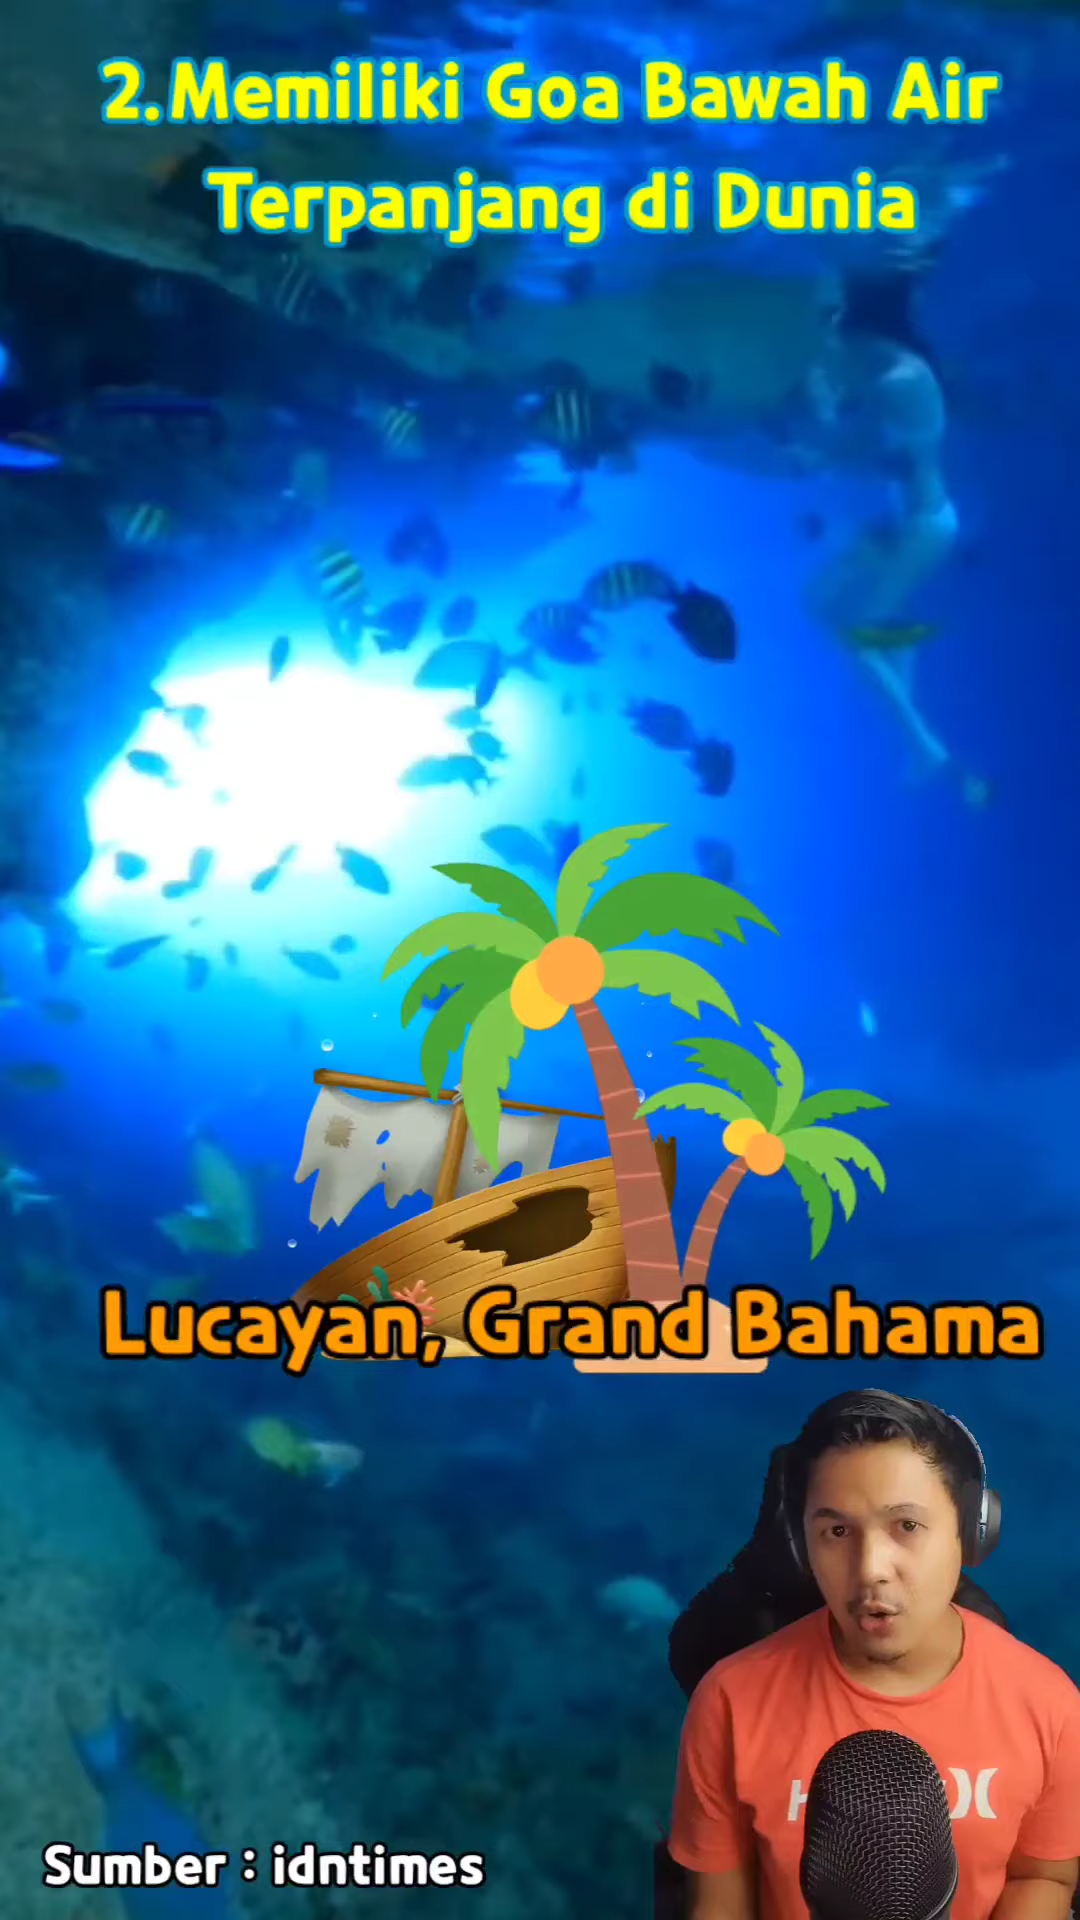 2.Memiliki Goa Bawah Air
Terpanjang di Dunia
Lucayan, Grand Bahama
Sumber : idntimes